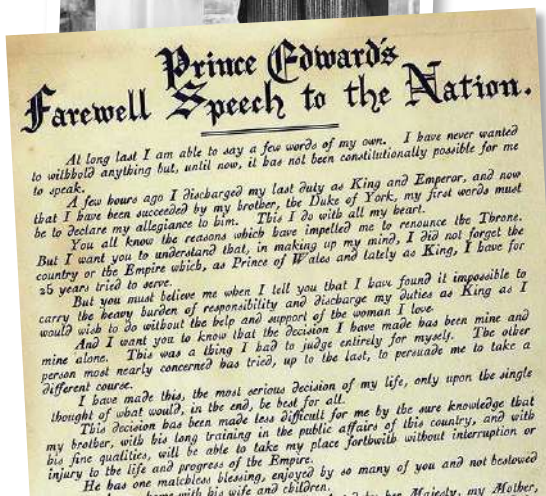 Prince Edward's
Farewell Speech to the Nation.
At long last I am able to say a few words of my own. I have never wanted
to withhold anything but, until now, it has not been constitutionally possible for me
to speak.
A few hours ago I discharged my last duty as King and Emperor, and now
that I have been succeeded by my brother, the Duke of York, my first words must
be to declare my allegiance to him. This I do with all my heart.
You all know the reasons which have impelled me to renounce the Throne.
But I want you to understand that, in making up my mind, I did not forget the
country or the Empire which, as Prince of Wales and lately as King, I have for
25 years tried to serve.
But you must believe me when I tell you that I have found it impossible to
carry the heavy burden of responsibility and discharge my duties as King as I
would wish to do without the help and support of the woman I love.
And I want you to know that the decision I have made has been mine and
mine alone. This was a thing I had to judge entirely for myself. The other
person most nearly concerned has tried, up to the last, to persuade me to take a
different course.
I have made this, the most serious decision of my life, only upon the single
thought of what would, in the end, be best for all.
This decision has been made less difficult for me by the sure knowledge that
my brother, with his long training in the public affairs of this country, and with
his fine qualities, will be able to take my place forthwith without interruption or
injury to the life and progress of the Empire.
He has one matchless blessing, enjoyed by so many of you and not bestowed
with his wife and children.
her Majesty, my Mother,